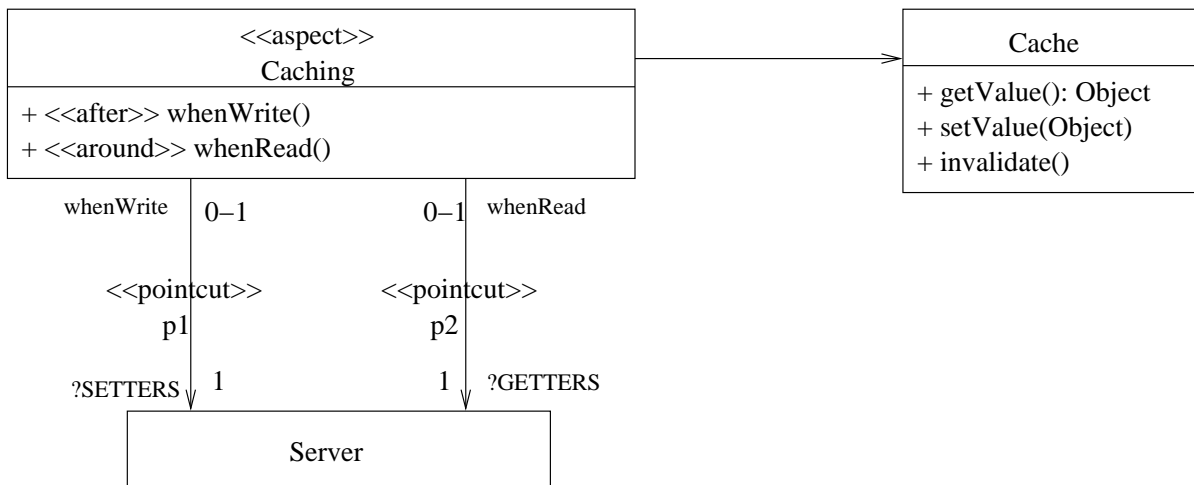 <<aspect>>
Caching
+ <<after>> whenWrite()
+ <<around>> whenRead()
Cache
+ getValue(): Object
+ setValue(Object)
+ invalidate()
whenWrite 0–1 0–1 whenRead
<<pointcut>> <<pointcut>>
p1 p2
?SETTERS 1 1 ?GETTERS
Server